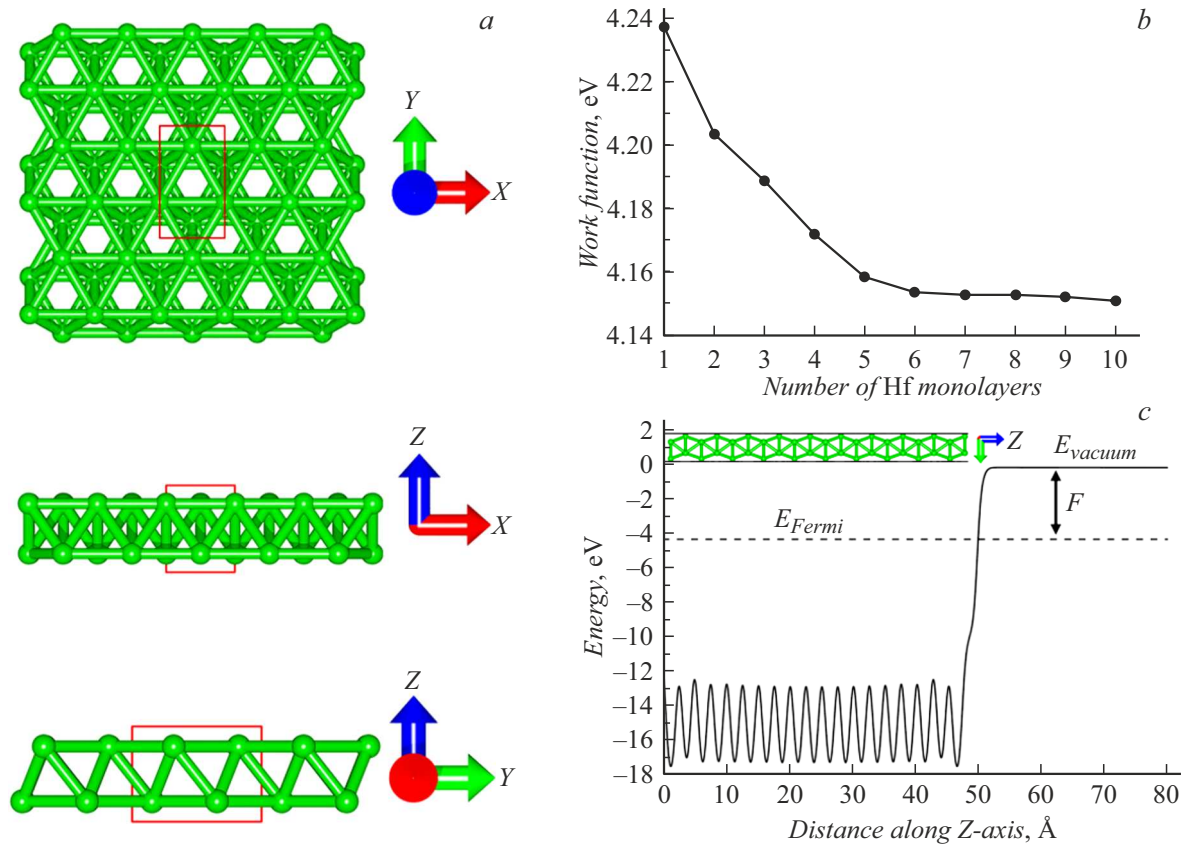 a
Y
X
Z
X
Z
Y
b
4.24
4.22
4.20
4.18
4.16
4.14
Work function, eV
1 2 3 4 5 6 7 8 9 10
Number of Hf monolayers
c
2
0
–2
–4
–6
–8
–10
–12
–14
–16
–18
Energy, eV
Z
E_vacuum
F
E_Fermi
0 10 20 30 40 50 60 70 80
Distance along Z-axis, Å